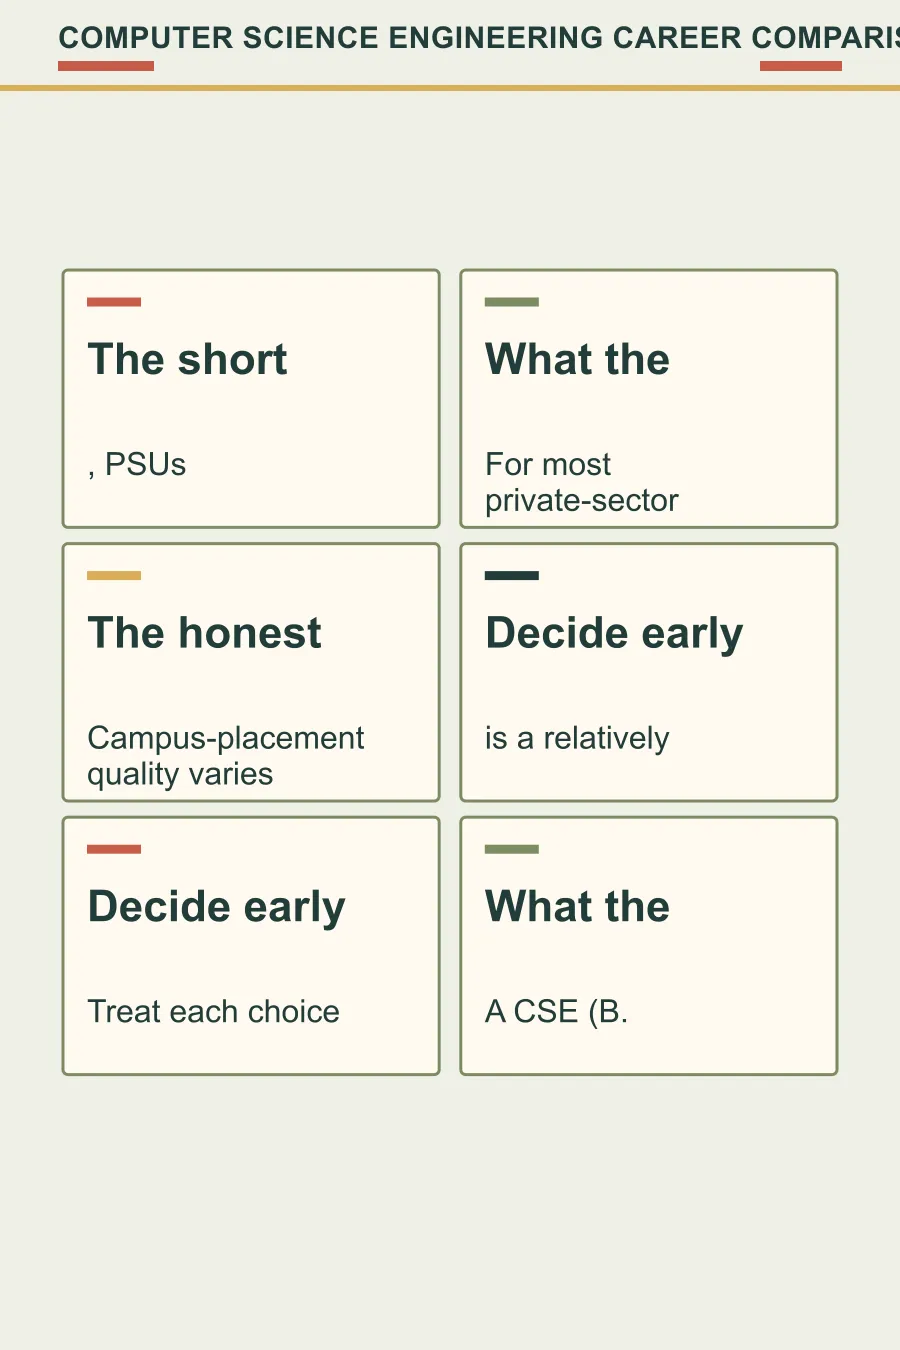 COMPUTER SCIENCE ENGINEERING CAREER COMPARIS
The short
, PSUs
What the
For most
private-sector
The honest
Campus-placement
quality varies
Decide early
is a relatively
Decide early
Treat each choice
What the
A CSE (B.